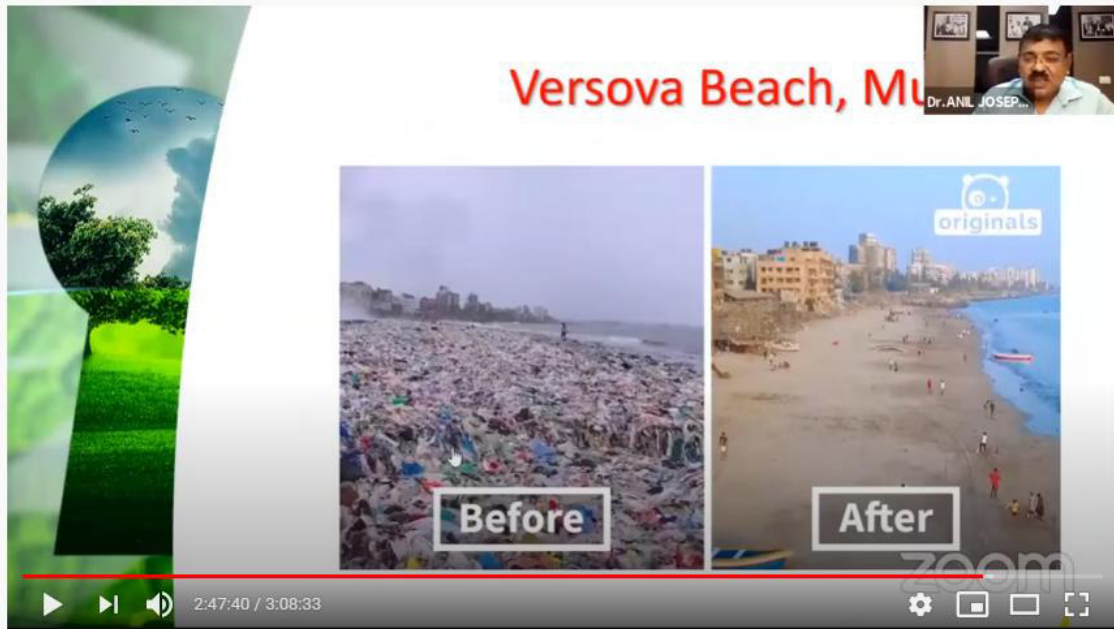 Versova Beach, Mu
Dr.ANIL JOSEP...
originals
Before
After
zoom
2:47:40 / 3:08:33